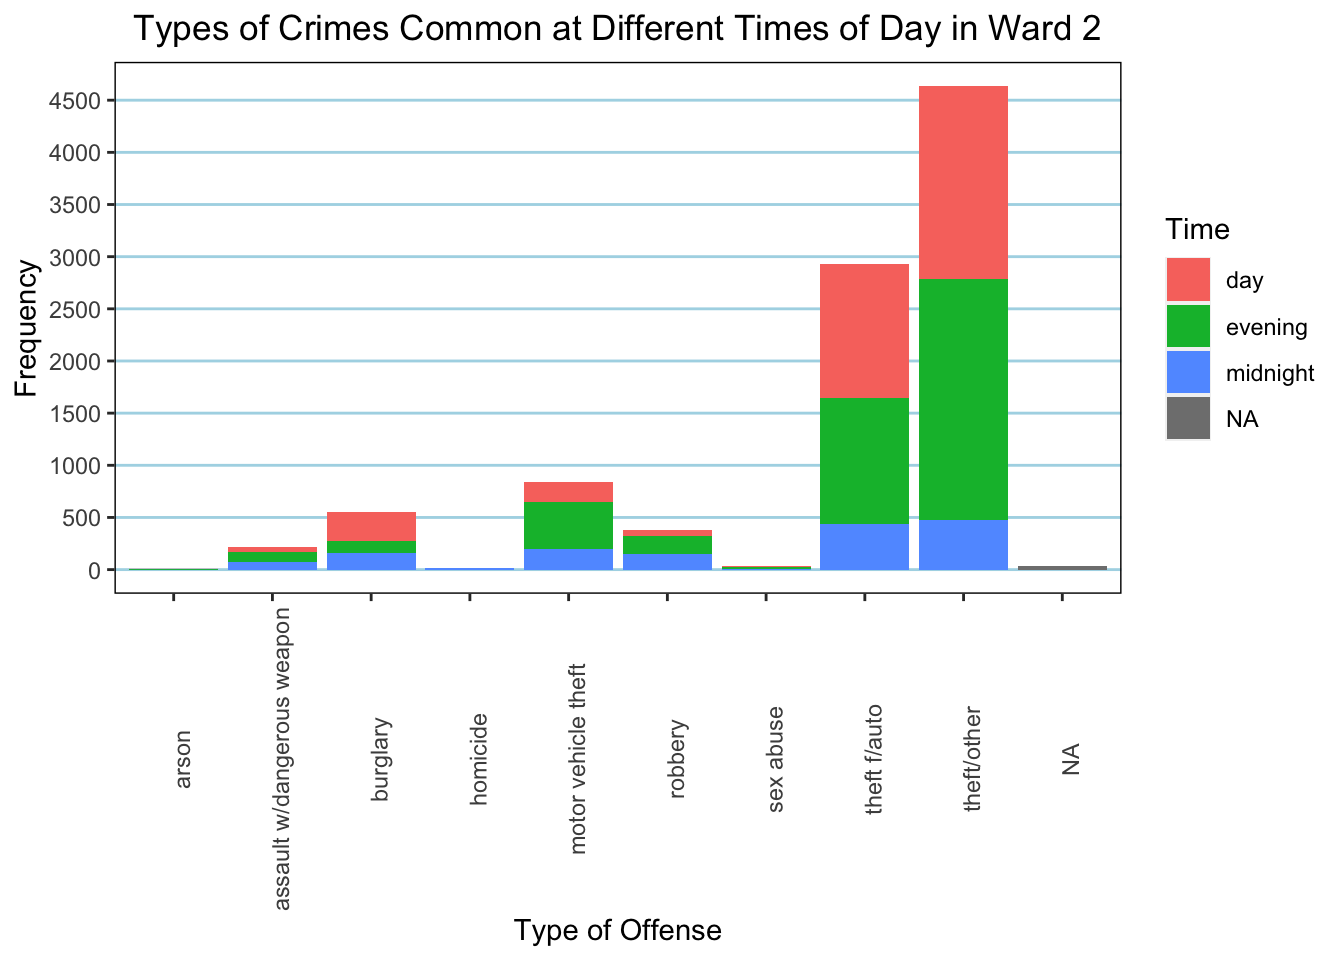 Types of Crimes Common at Different Times of Day in Ward 2
Frequency
4500
4000
3500
3000
2500
2000
1500
1000
500
0
arson
assault w/dangerous weapon
burglary
homicide
motor vehicle theft
robbery
sex abuse
theft f/auto
theft/other
NA
Type of Offense
Time
day
evening
midnight
NA